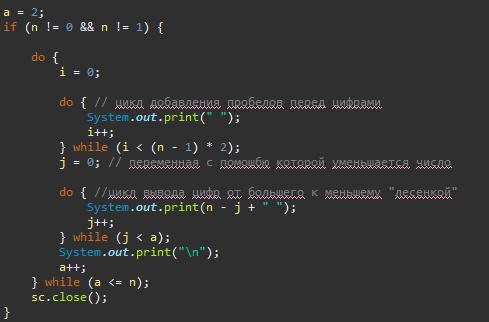 a = 2;
if (n != 0 && n != 1) {
do {
i = 0;
do { // цикл добавления пробелов перед цифрами
System.out.print(" ");
i++;
} while (i < (n - 1) * 2);
j = 0; // переменная с помощбю которой уменьшается число
do { //цикл вывода цифр от большего к меньшему "лесенкой"
System.out.print(n - j + " ");
j++;
} while (j < a);
System.out.print("\n");
a++;
} while (a <= n);
sc.close();
}